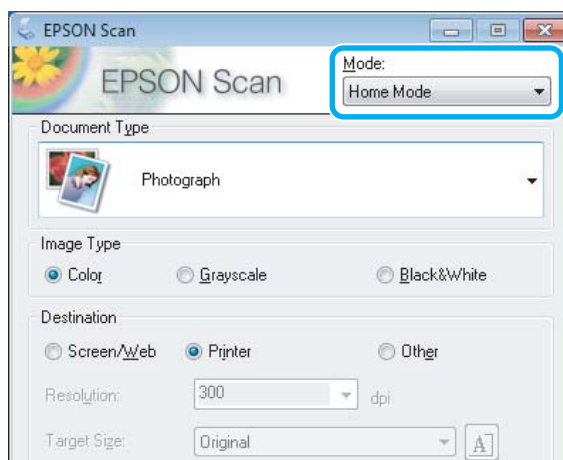 EPSON Scan
EPSON Scan
Mode:
Home Mode
Document Type
Photograph
Image Type
Color
Grayscale
Black&White
Destination
Screen/Web
Printer
Other
Resolution:
300
dpi
Target Size:
Original
A